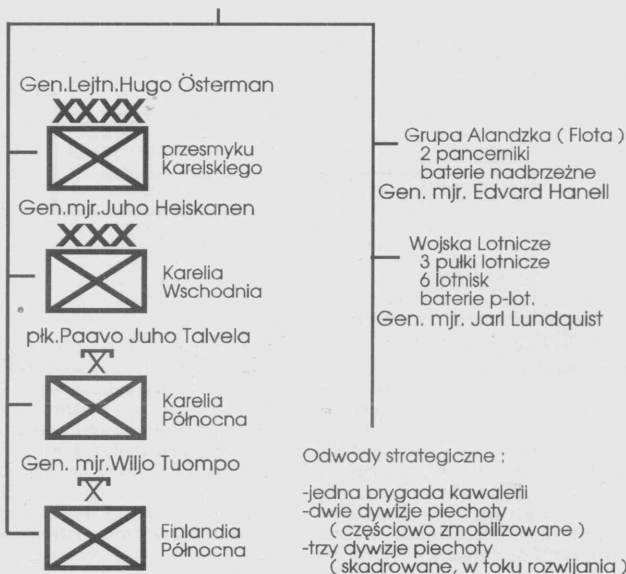 Gen.Lejtn.Hugo Österman
XXXX
przesmyku
Karelskiego
Gen.mjr.Juho Heiskanen
XXX
Karelia
Wschodnia
płk.Paavo Juho Talvela
X
Karelia
Północna
Gen. mjr.Wiljo Tuompo
X
Finlandia
Północna
Grupa Alandzka ( Flota )
2 pancerniki
baterie nadbrzeżne
Gen. mjr. Edvard Hanell
Wojska Lotnicze
3 pułki lotnicze
6 lotnisk
baterie p-lot.
Gen. mjr. Jarl Lundquist
Odwody strategiczne :
-jedna brygada kawalerii
-dwie dywizje piechoty
( częściowo zmobilizowane )
-trzy dywizje piechoty
( skadrowane, w toku rozwijania )